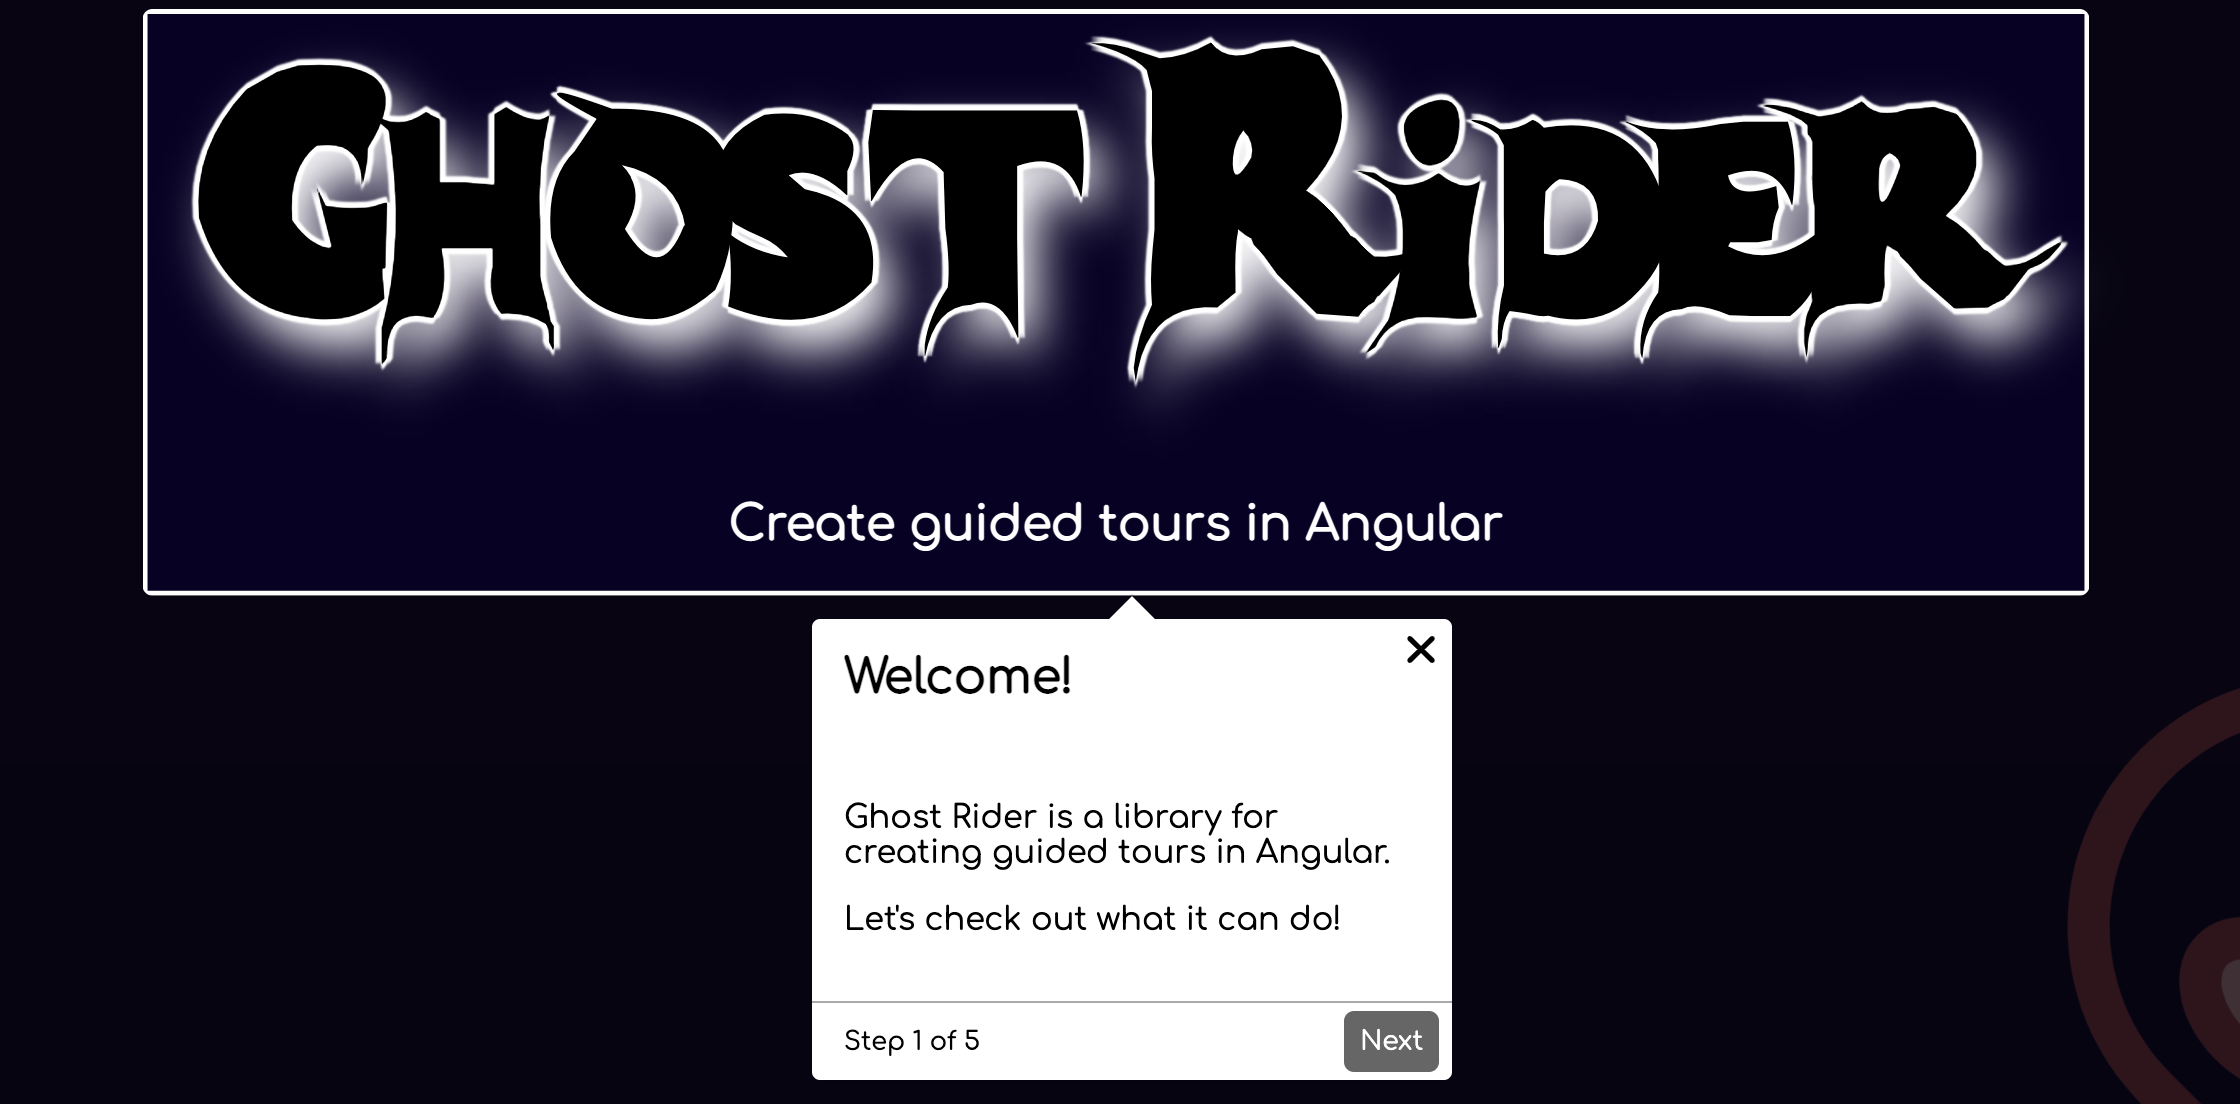 Ghost Rider
Create guided tours in Angular
Welcome!
Ghost Rider is a library for
creating guided tours in Angular.
Let's check out what it can do!
Step 1 of 5
Next